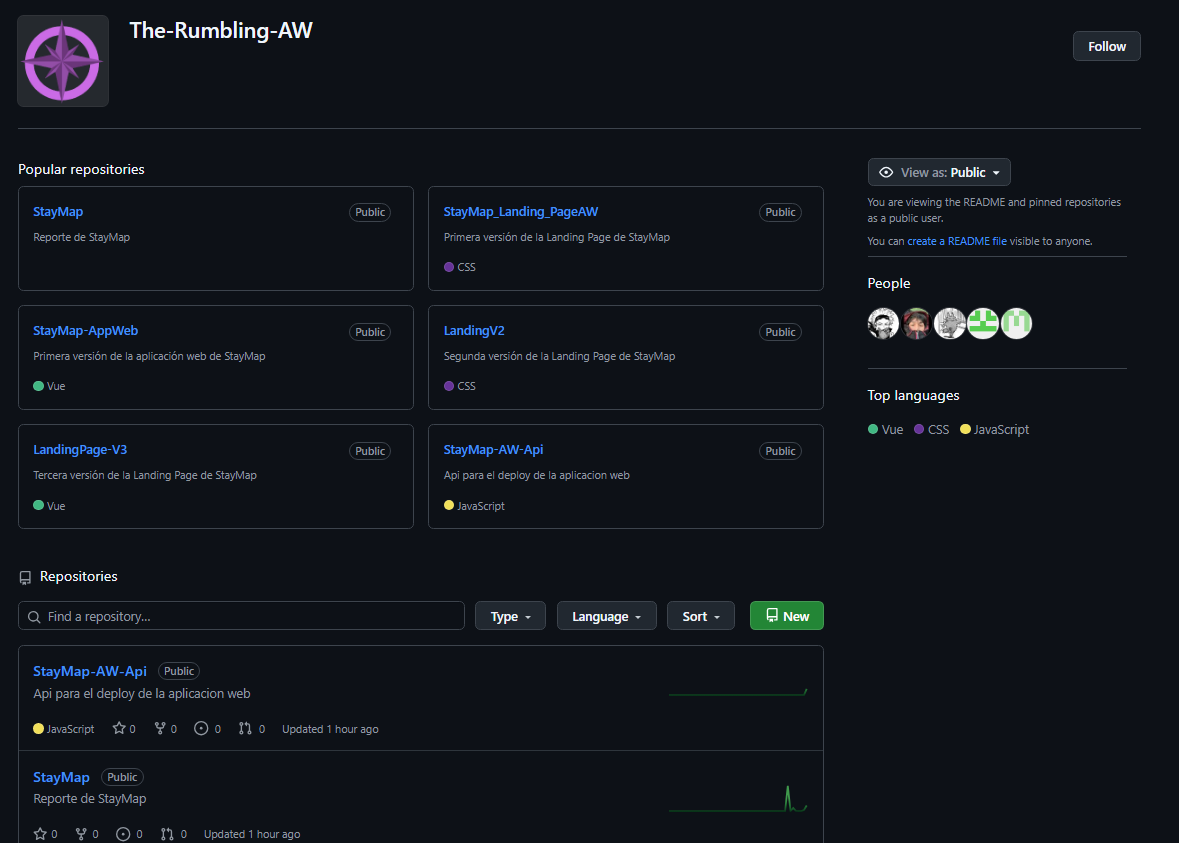 The-Rumbling-AW
Follow
Popular repositories
StayMap Public
Reporte de StayMap
StayMap_Landing_PageAW Public
Primera versión de la Landing Page de StayMap
CSS
StayMap-AppWeb Public
Primera versión de la aplicación web de StayMap
Vue
LandingV2 Public
Segunda versión de la Landing Page de StayMap
CSS
LandingPage-V3 Public
Tercera versión de la Landing Page de StayMap
Vue
StayMap-AW-Api Public
Api para el deploy de la aplicacion web
JavaScript
View as: Public
You are viewing the README and pinned repositories
as a public user.
You can create a README file visible to anyone.
People
Top languages
Vue CSS JavaScript
Repositories
Find a repository...
Type Language Sort New
StayMap-AW-Api Public
Api para el deploy de la aplicacion web
JavaScript 0 0 0 0 Updated 1 hour ago
StayMap Public
Reporte de StayMap
0 0 0 0 Updated 1 hour ago